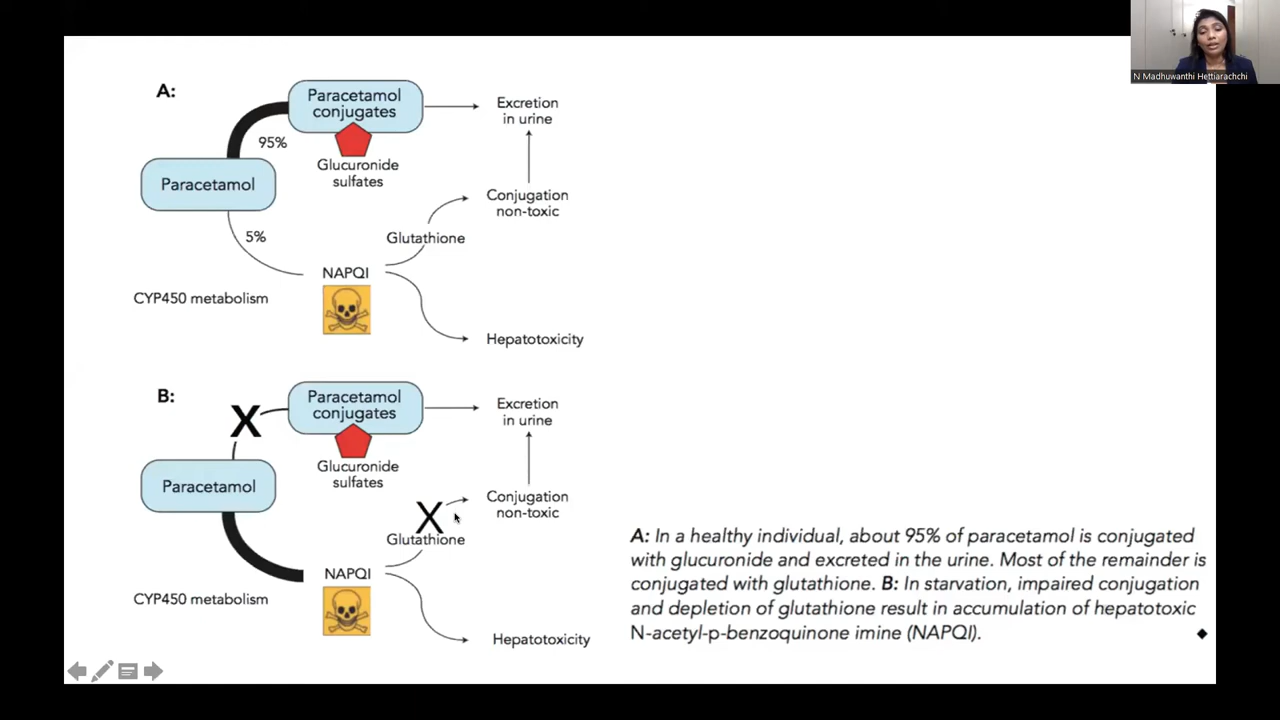 N Madhuwanthi Hettiarachchi
A:
Paracetamol
conjugates
Excretion
in urine
95%
Glucuronide
sulfates
Paracetamol
Conjugation
non-toxic
5%
Glutathione
NAPQI
CYP450 metabolism
Hepatotoxicity
B:
X
Paracetamol
conjugates
Excretion
in urine
Glucuronide
sulfates
Paracetamol
X
Conjugation
non-toxic
Glutathione
NAPQI
CYP450 metabolism
Hepatotoxicity
A: In a healthy individual, about 95% of paracetamol is conjugated
with glucuronide and excreted in the urine. Most of the remainder is
conjugated with glutathione. B: In starvation, impaired conjugation
and depletion of glutathione result in accumulation of hepatotoxic
N-acetyl-p-benzoquinone imine (NAPQI).